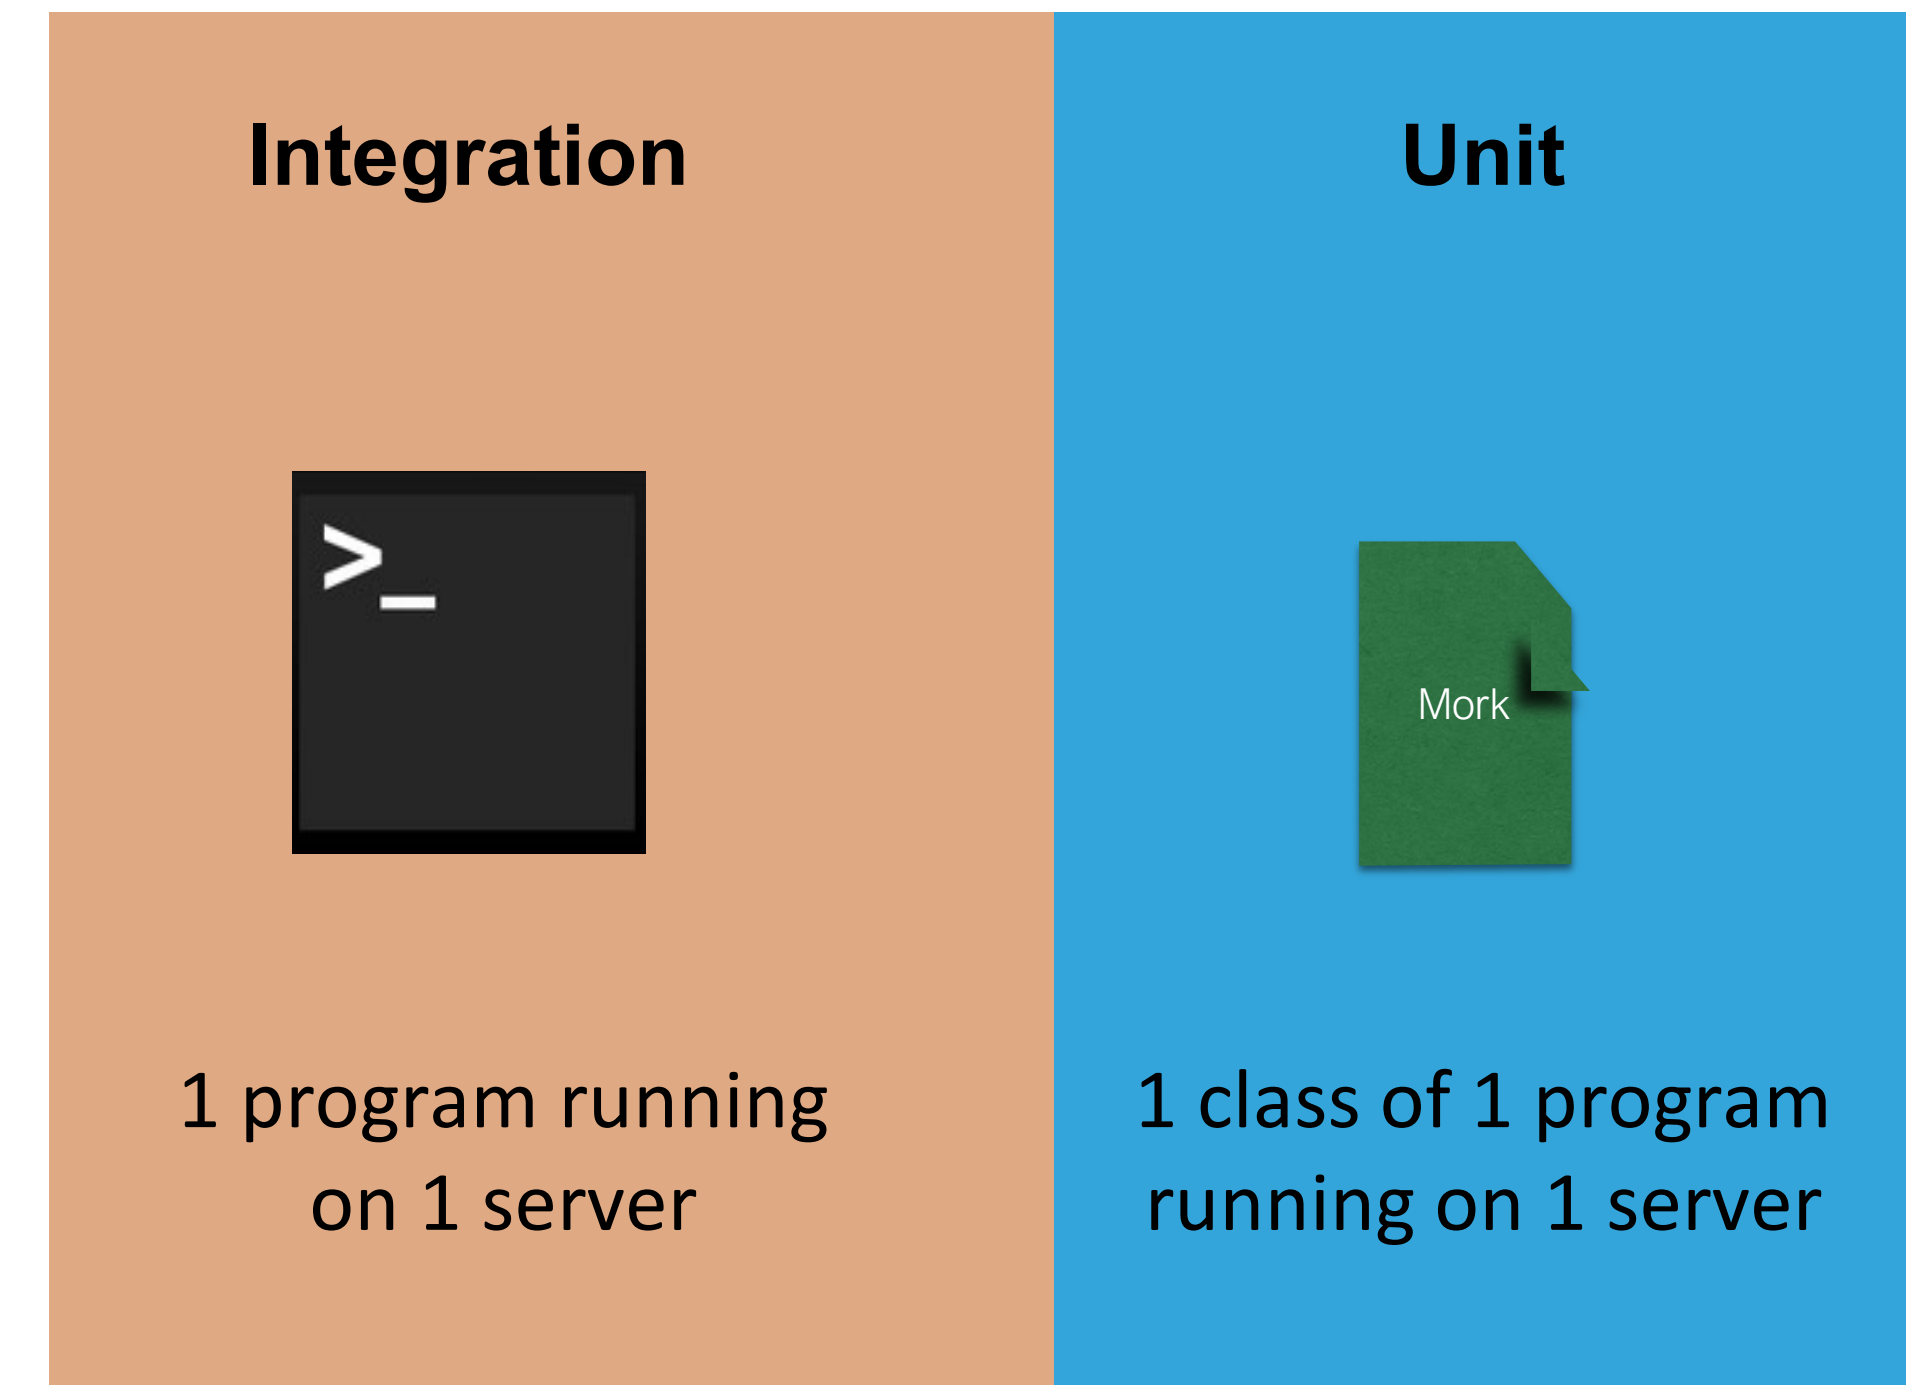 Integration
Unit
>_
Mork
1 program running
on 1 server
1 class of 1 program
running on 1 server